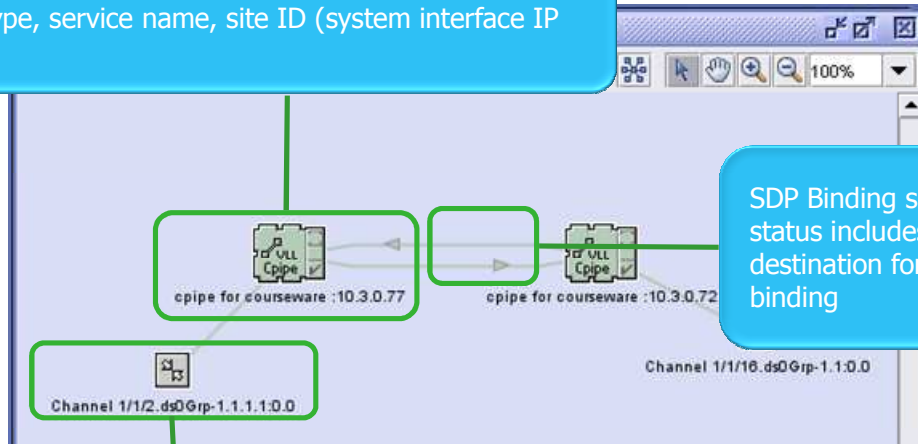 ype, service name, site ID (system interface IP
100%
SDP Binding s
status includes
destination for
binding
VLL
Cpipe
cpipe for courseware :10.3.0.77
VLL
Cpipe
cpipe for courseware :10.3.0.72
Channel 1/1/16.ds0Grp-1.1:0.0
Channel 1/1/2.ds0Grp-1.1.1.1:0.0